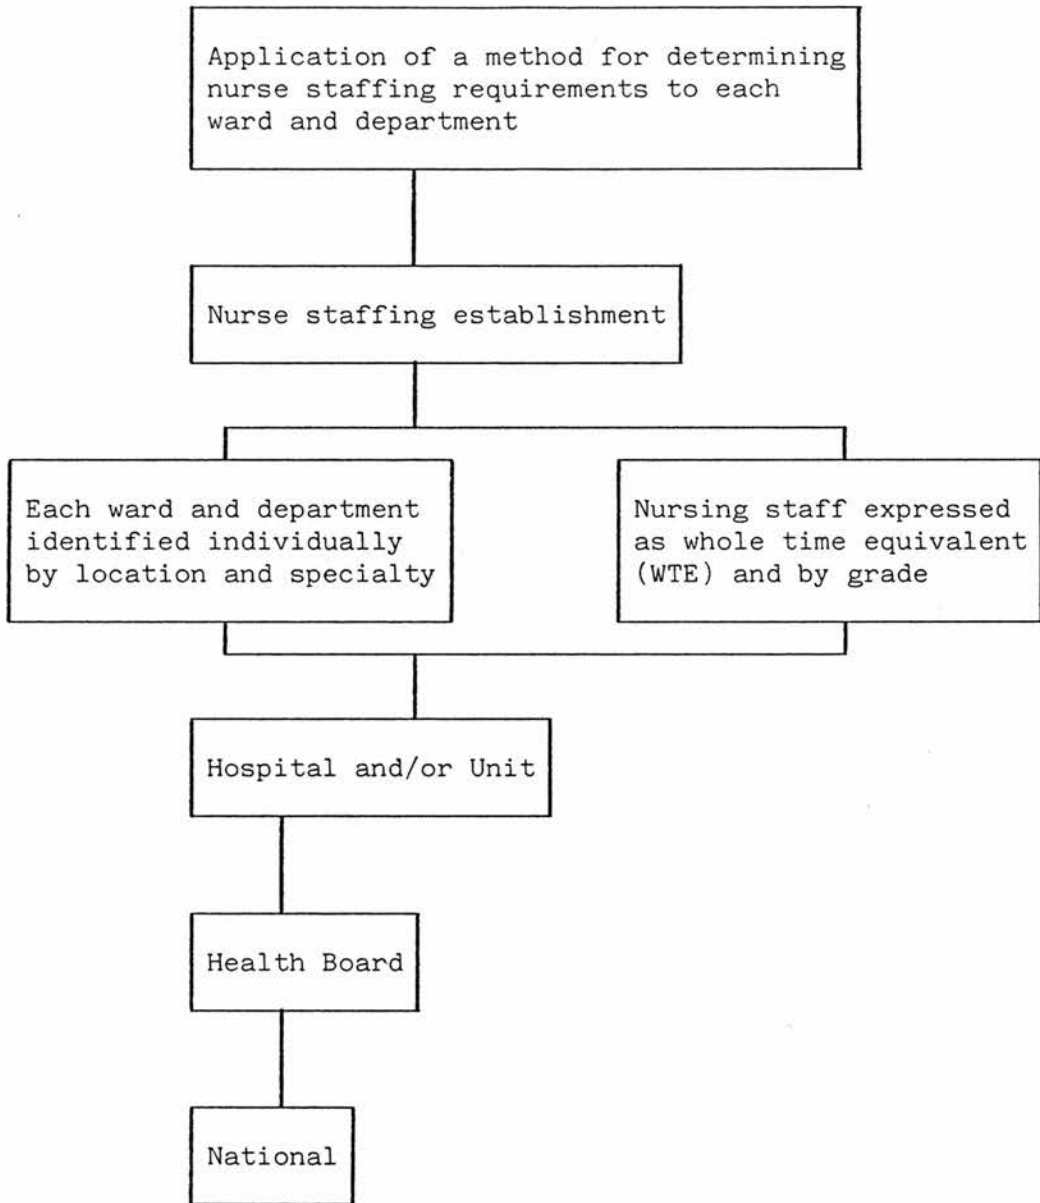 Application of a method for determining
nurse staffing requirements to each
ward and department
Nurse staffing establishment
Each ward and department
identified individually
by location and specialty
Nursing staff expressed
as whole time equivalent
(WTE) and by grade
Hospital and/or Unit
Health Board
National